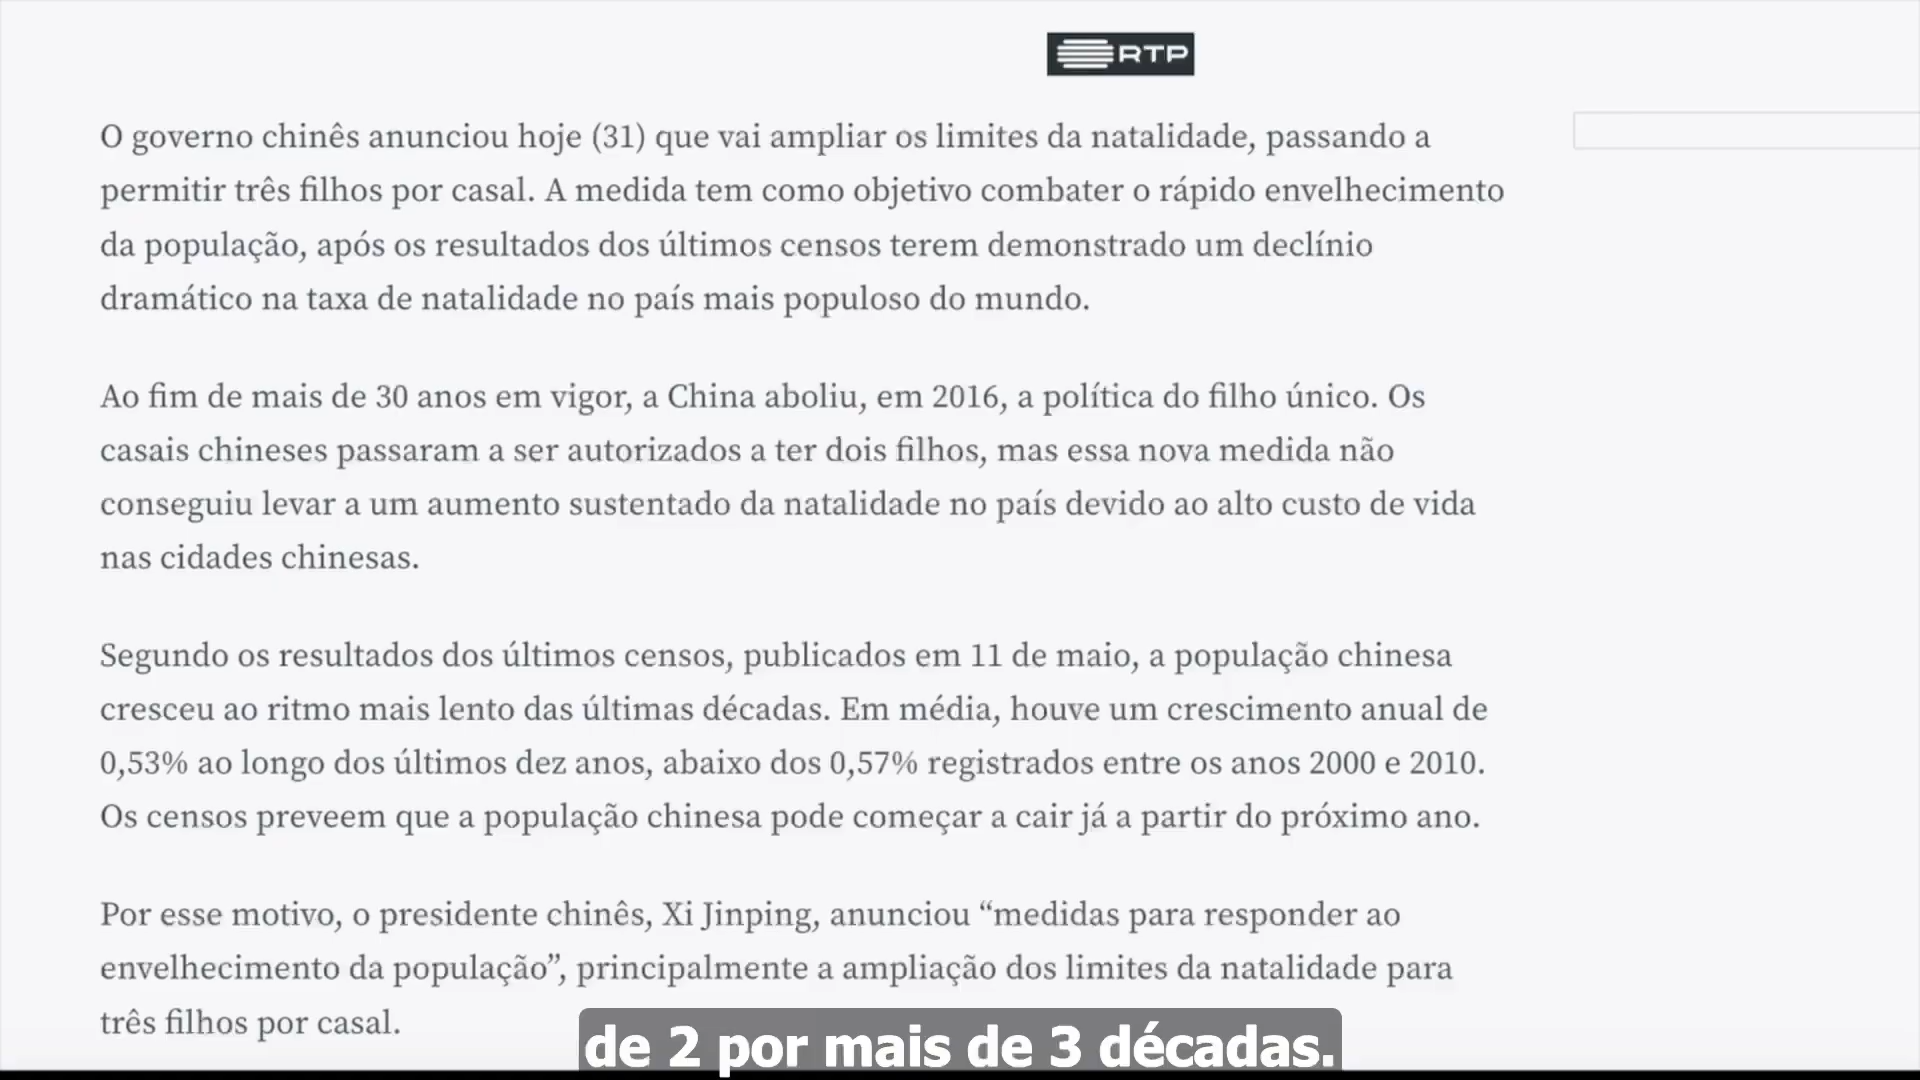 RTP
O governo chinês anunciou hoje (31) que vai ampliar os limites da natalidade, passando a
permitir três filhos por casal. A medida tem como objetivo combater o rápido envelhecimento
da população, após os resultados dos últimos censos terem demonstrado um declínio
dramático na taxa de natalidade no país mais populoso do mundo.
Ao fim de mais de 30 anos em vigor, a China aboliu, em 2016, a política do filho único. Os
casais chineses passaram a ser autorizados a ter dois filhos, mas essa nova medida não
conseguiu levar a um aumento sustentado da natalidade no país devido ao alto custo de vida
nas cidades chinesas.
Segundo os resultados dos últimos censos, publicados em 11 de maio, a população chinesa
cresceu ao ritmo mais lento das últimas décadas. Em média, houve um crescimento anual de
0,53% ao longo dos últimos dez anos, abaixo dos 0,57% registrados entre os anos 2000 e 2010.
Os censos preveem que a população chinesa pode começar a cair já a partir do próximo ano.
Por esse motivo, o presidente chinês, Xi Jinping, anunciou “medidas para responder ao
envelhecimento da população”, principalmente a ampliação dos limites da natalidade para
três filhos por casal.
de 2 por mais de 3 décadas.